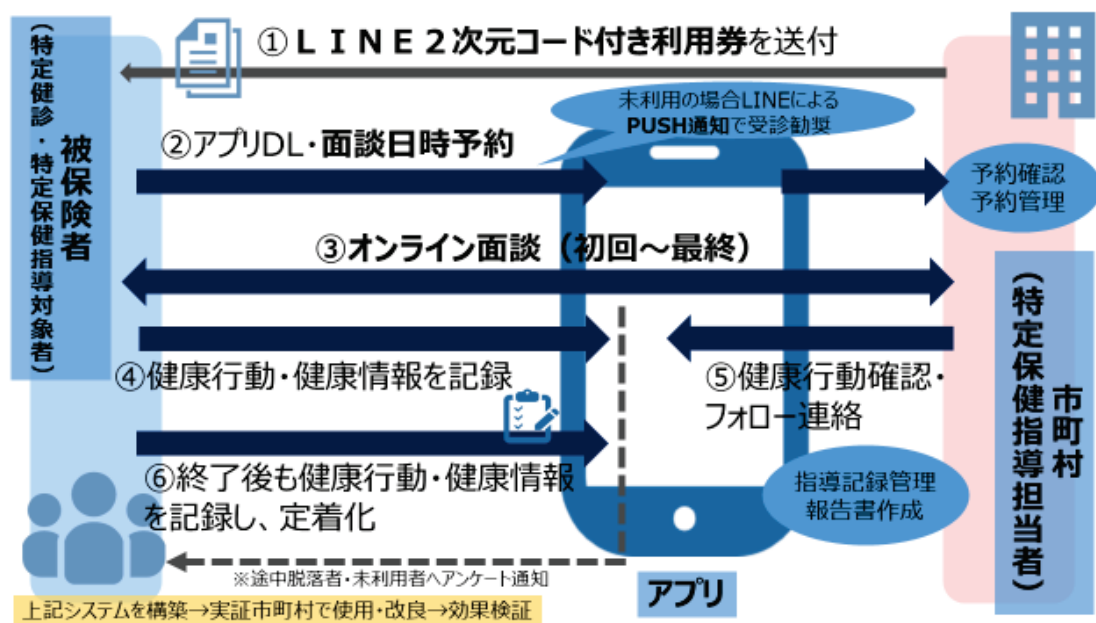 ①ＬＩＮＥ２次元コード付き利用券を送付
未利用の場合LINEによる
PUSH通知で受診勧奨
②アプリDL・面談日時予約
予約確認
予約管理
被保険者
（特定健診・特定保健指導対象者）
③オンライン面談（初回～最終）
④健康行動・健康情報を記録
⑤健康行動確認・
フォロー連絡
市町村
（特定保健指導担当者）
⑥終了後も健康行動・健康情報
を記録し、定着化
指導記録管理
報告書作成
※途中脱落者・未利用者へアンケート通知
アプリ
上記システムを構築→実証市町村で使用・改良→効果検証